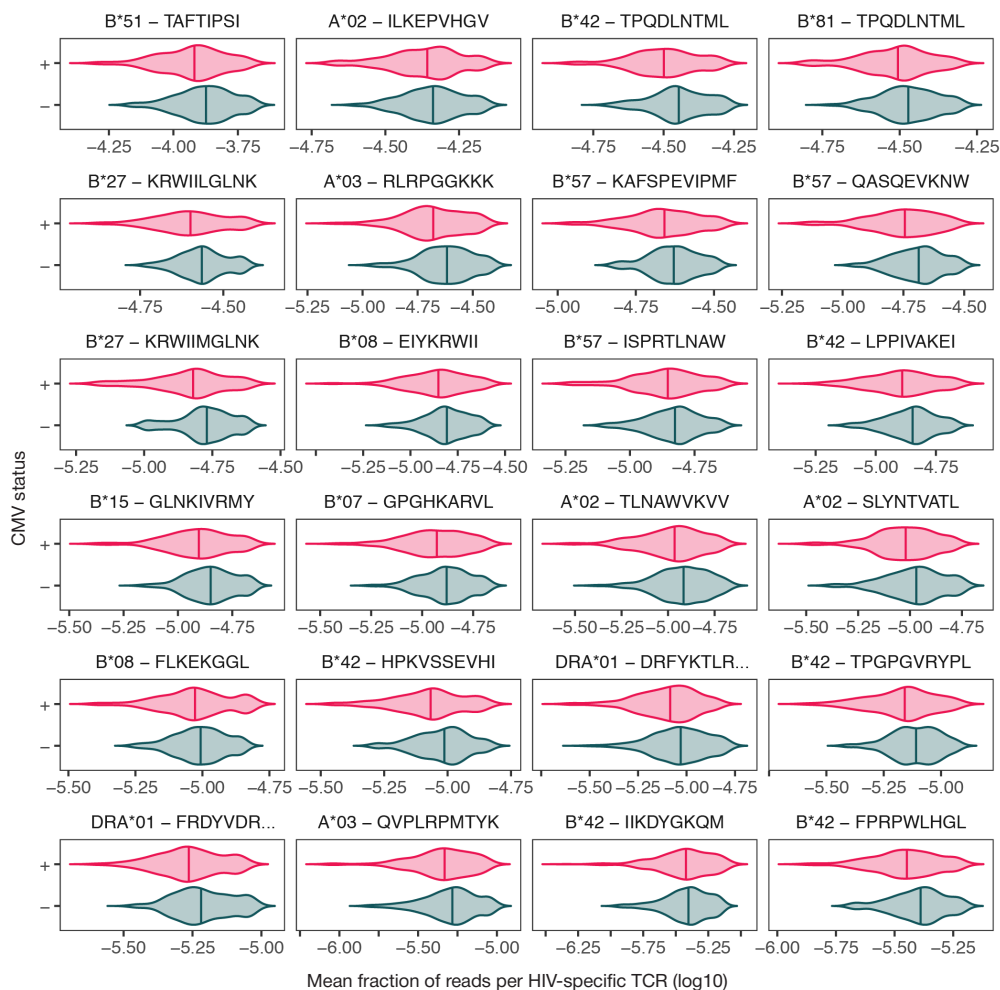 B*51 – TAFTIPSI A*02 – ILKEPVHGV B*42 – TPQDLNTML B*81 – TPQDLNTML
+
−
−4.25 −4.00 −3.75 −4.75 −4.50 −4.25 −4.75 −4.50 −4.25 −4.75 −4.50 −4.25
B*27 – KRWIILGLNK A*03 – RLRPGGKKK B*57 – KAFSPEVIPMF B*57 – QASQEVKNW
+
−
−4.75 −4.50 −5.25 −5.00 −4.75 −4.50 −5.00 −4.75 −4.50 −5.25 −5.00 −4.75 −4.50
B*27 – KRWIIMGLNK B*08 – EIYKRWII B*57 – ISPRTLNAW B*42 – LPPIVAKEI
+
−
−5.25 −5.00 −4.75 −4.50 −5.25 −5.00 −4.75 −4.50 −5.25 −5.00 −4.75 −5.25 −5.00 −4.75
CMV status
B*15 – GLNKIVRMY B*07 – GPGHKARVL A*02 – TLNAWVKVV A*02 – SLYNTVATL
+
−
−5.50 −5.25 −5.00 −4.75 −5.50 −5.25 −5.00 −4.75 −5.50 −5.25 −5.00 −4.75 −5.50 −5.25 −5.00 −4.75
B*08 – FLKEKGGL B*42 – HPKVSSEVHI DRA*01 – DRFYKTLR... B*42 – TPGPGVRYPL
+
−
−5.50 −5.25 −5.00 −4.75 −5.50 −5.25 −5.00 −4.75 −5.50 −5.25 −5.00 −4.75 −5.50 −5.25 −5.00
DRA*01 – FRDYVDR... A*03 – QVPLRPMTYK B*42 – IIKDYGKQM B*42 – FPRPWLHGL
+
−
−5.50 −5.25 −5.00 −6.00 −5.50 −5.00 −6.25 −5.75 −5.25 −6.00 −5.75 −5.50 −5.25
Mean fraction of reads per HIV-specific TCR (log10)